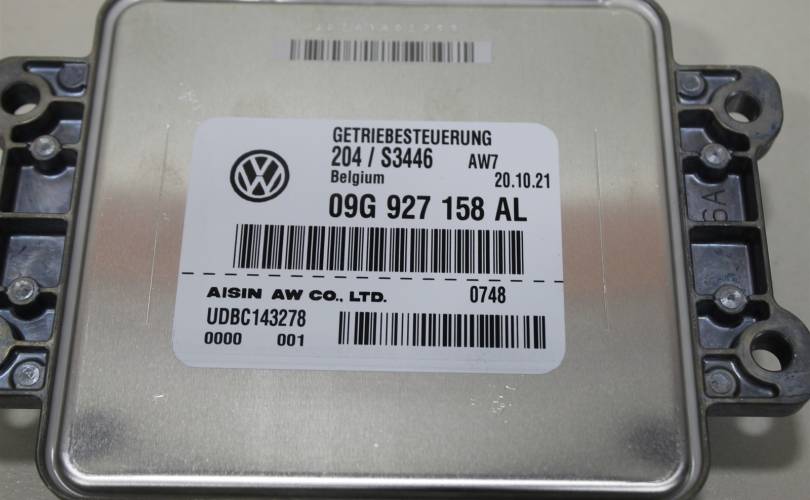 GETRIEBESTEUERUNG
204 / S3446 AW7
Belgium 20.10.21
09G 927 158 AL
AISIN AW CO., LTD. 0748
UDBC143278
0000 001
6A